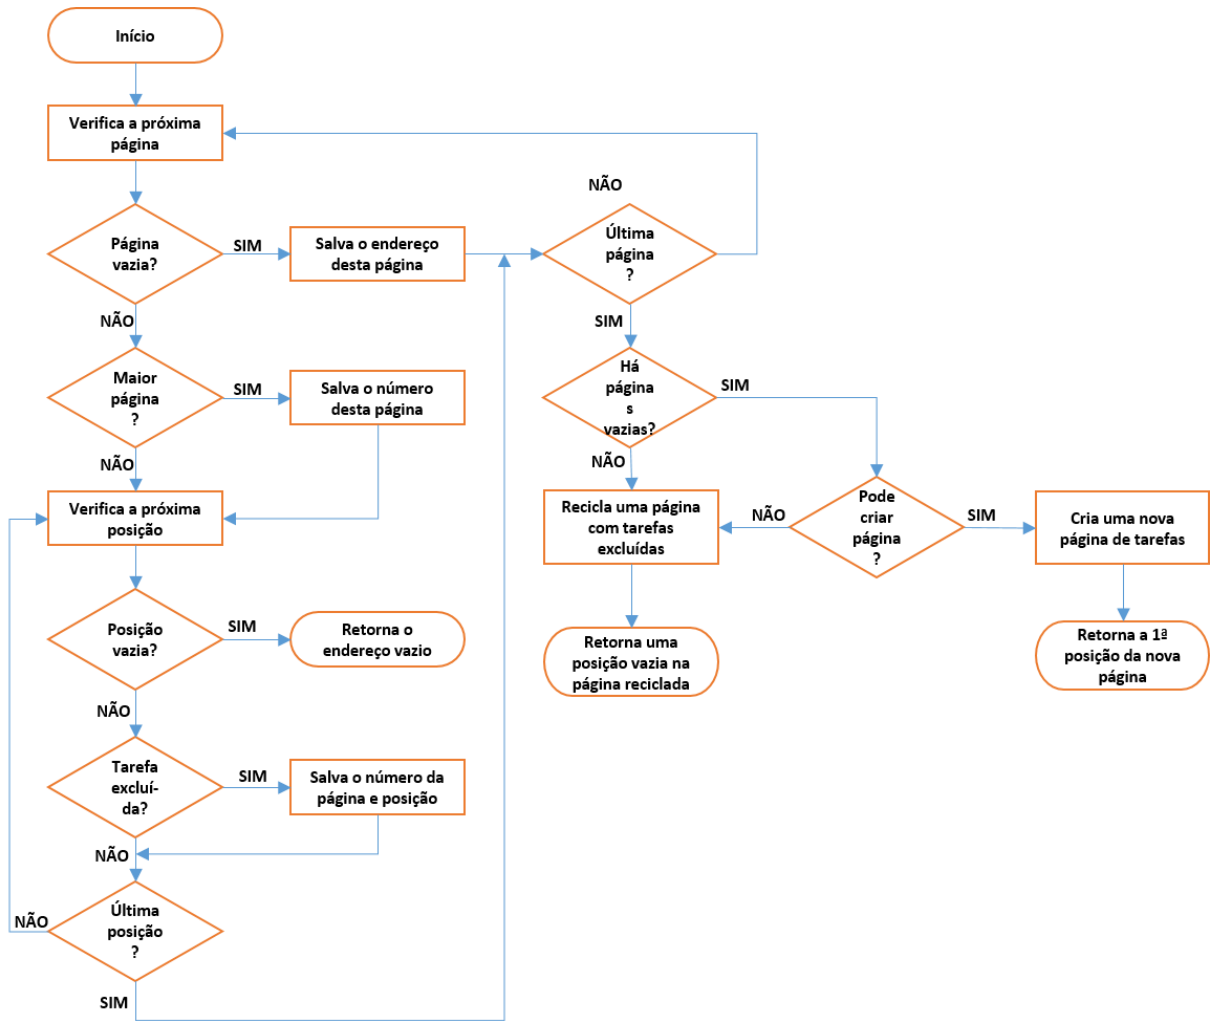 Início
Verifica a próxima
página
NÃO
Página
vazia?
SIM
Salva o endereço
desta página
Última
página
?
NÃO
SIM
Maior
página
?
SIM
Salva o número
desta página
Há
página
s
vazias?
SIM
NÃO
NÃO
Verifica a próxima
posição
Recicla uma página
com tarefas
excluídas
NÃO
Pode
criar
página
?
SIM
Cria uma nova
página de tarefas
Posição
vazia?
SIM
Retorna o
endereço vazio
Retorna uma
posição vazia na
página reciclada
Retorna a 1ª
posição da nova
página
NÃO
Tarefa
excluí-
da?
SIM
Salva o número da
página e posição
NÃO
NÃO
Última
posição
?
SIM